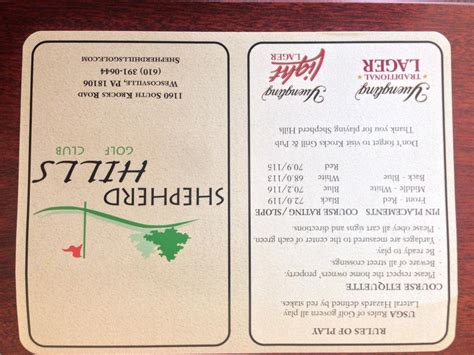 RULES OF PLAY
USGA Rules of Golf govern all play
Lateral Hazards defined by red
stakes.
COURSE ETIQUETTE
• Please respect the home owners' property.
• Beware of street crossings.
• Be ready to play.
• Yardages are measured to the center of each green.
• Please obey all cart signs and directions
PIN PLACEMENTS COURSE RATING/SLOPE
Front - Red Black 72.0/119
Middle - White Blue 70.2/116
Back - Blue White 68.0/113
Red 70.9/115
Don't forget to visit Krocks Grill & Pub
Thank you for playing Shepherd Hills
Yuengling
TRADITIONAL
LAGER
Yuengling
Light
LAGER
SHEPHERD
HILLS
GOLF CLUB
1160 South Krocks Road
Wescosville, PA 18106
(610) 391-0644
ShepherdHillsGolf.com